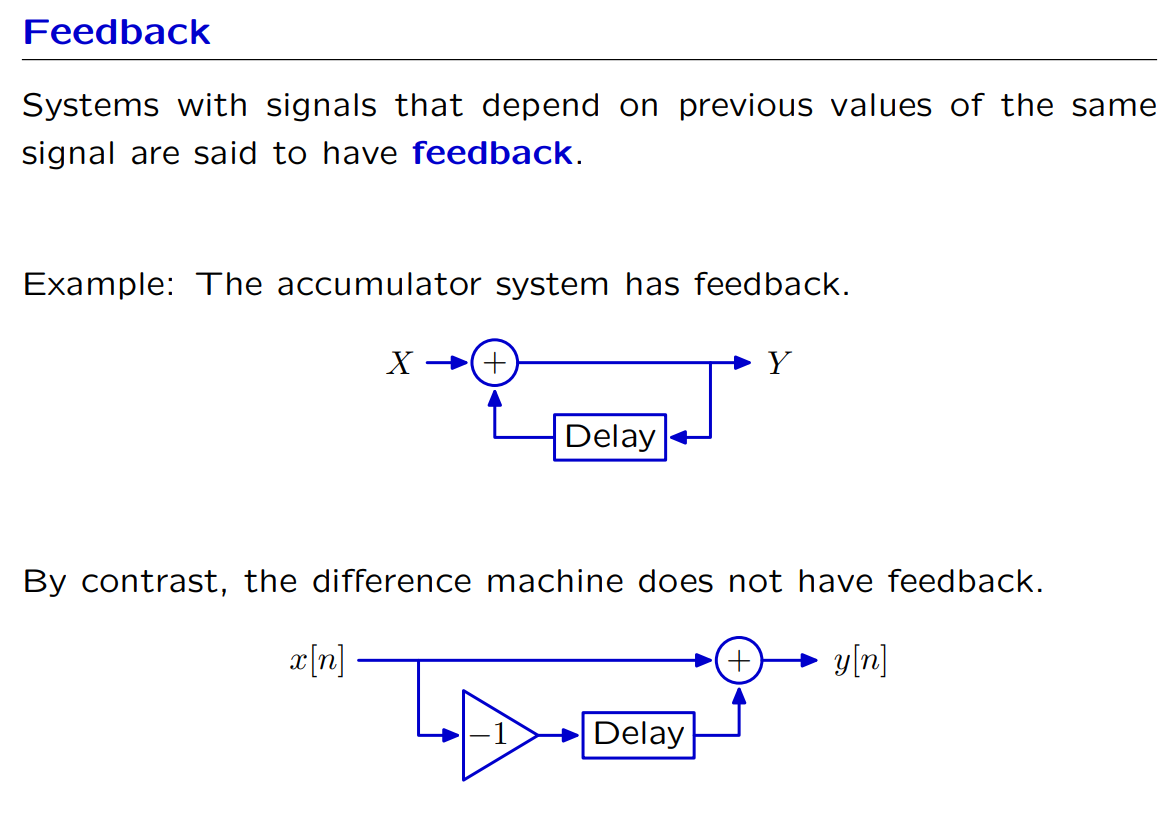 Feedback
Systems with signals that depend on previous values of the same
signal are said to have feedback.
Example: The accumulator system has feedback.
X + Y
Delay
By contrast, the difference machine does not have feedback.
x[n] + y[n]
−1 Delay